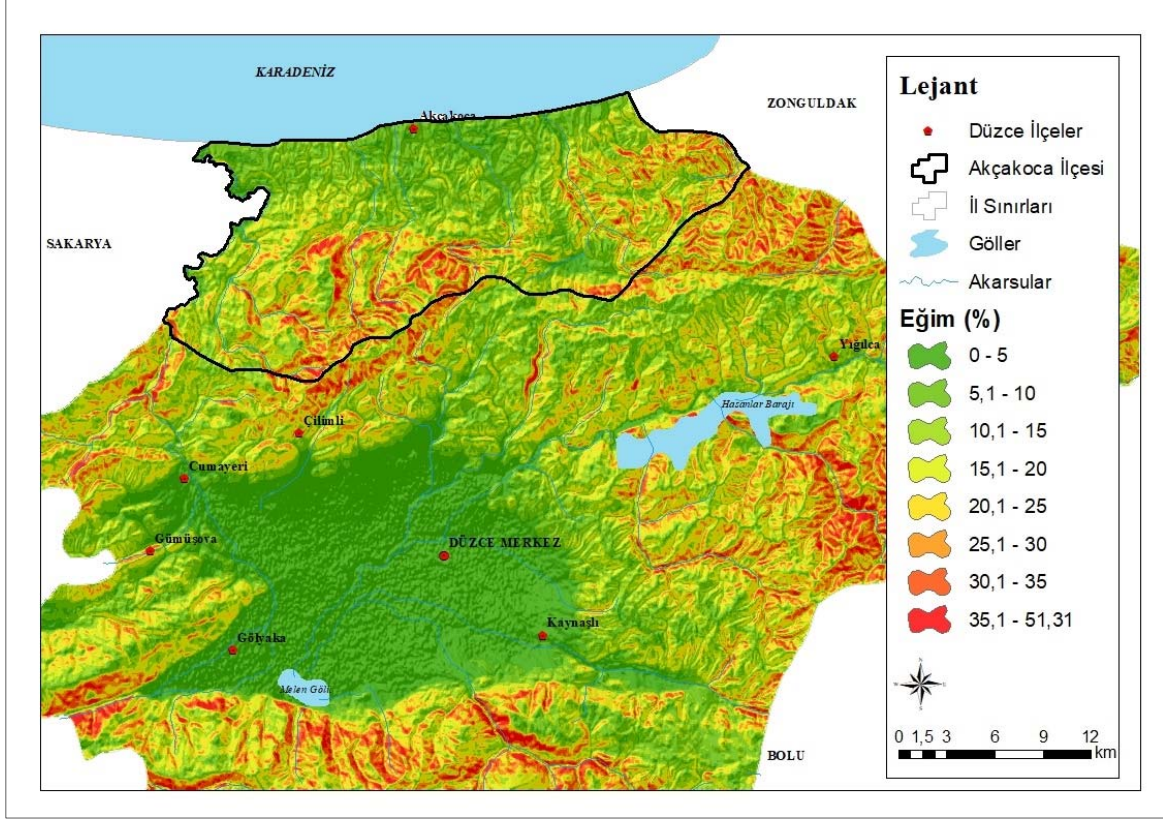 KARADENİZ
ZONGULDAK
Akçakoca
SAKARYA
Yığılca
Hazanlar Barajı
Çilimli
Cumayeri
Gümüşova
DÜZCE MERKEZ
Kaynaşlı
Gölyaka
Melen Gölü
BOLU
Lejant
Düzce İlçeler
Akçakoca İlçesi
İl Sınırları
Göller
Akarsular
Eğim (%)
0 - 5
5,1 - 10
10,1 - 15
15,1 - 20
20,1 - 25
25,1 - 30
30,1 - 35
35,1 - 51,31
N
W E
S
0 1,5 3 6 9 12
km